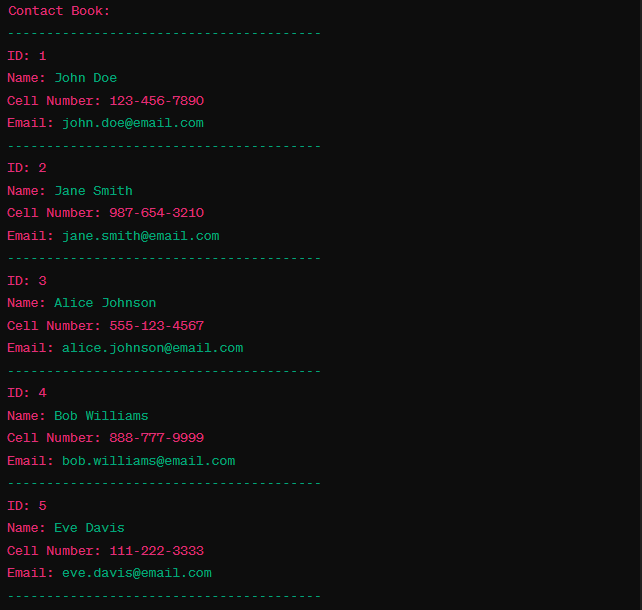 Contact Book:
----------------------------------------
ID: 1
Name: John Doe
Cell Number: 123-456-7890
Email: john.doe@email.com
----------------------------------------
ID: 2
Name: Jane Smith
Cell Number: 987-654-3210
Email: jane.smith@email.com
----------------------------------------
ID: 3
Name: Alice Johnson
Cell Number: 555-123-4567
Email: alice.johnson@email.com
----------------------------------------
ID: 4
Name: Bob Williams
Cell Number: 888-777-9999
Email: bob.williams@email.com
----------------------------------------
ID: 5
Name: Eve Davis
Cell Number: 111-222-3333
Email: eve.davis@email.com
----------------------------------------